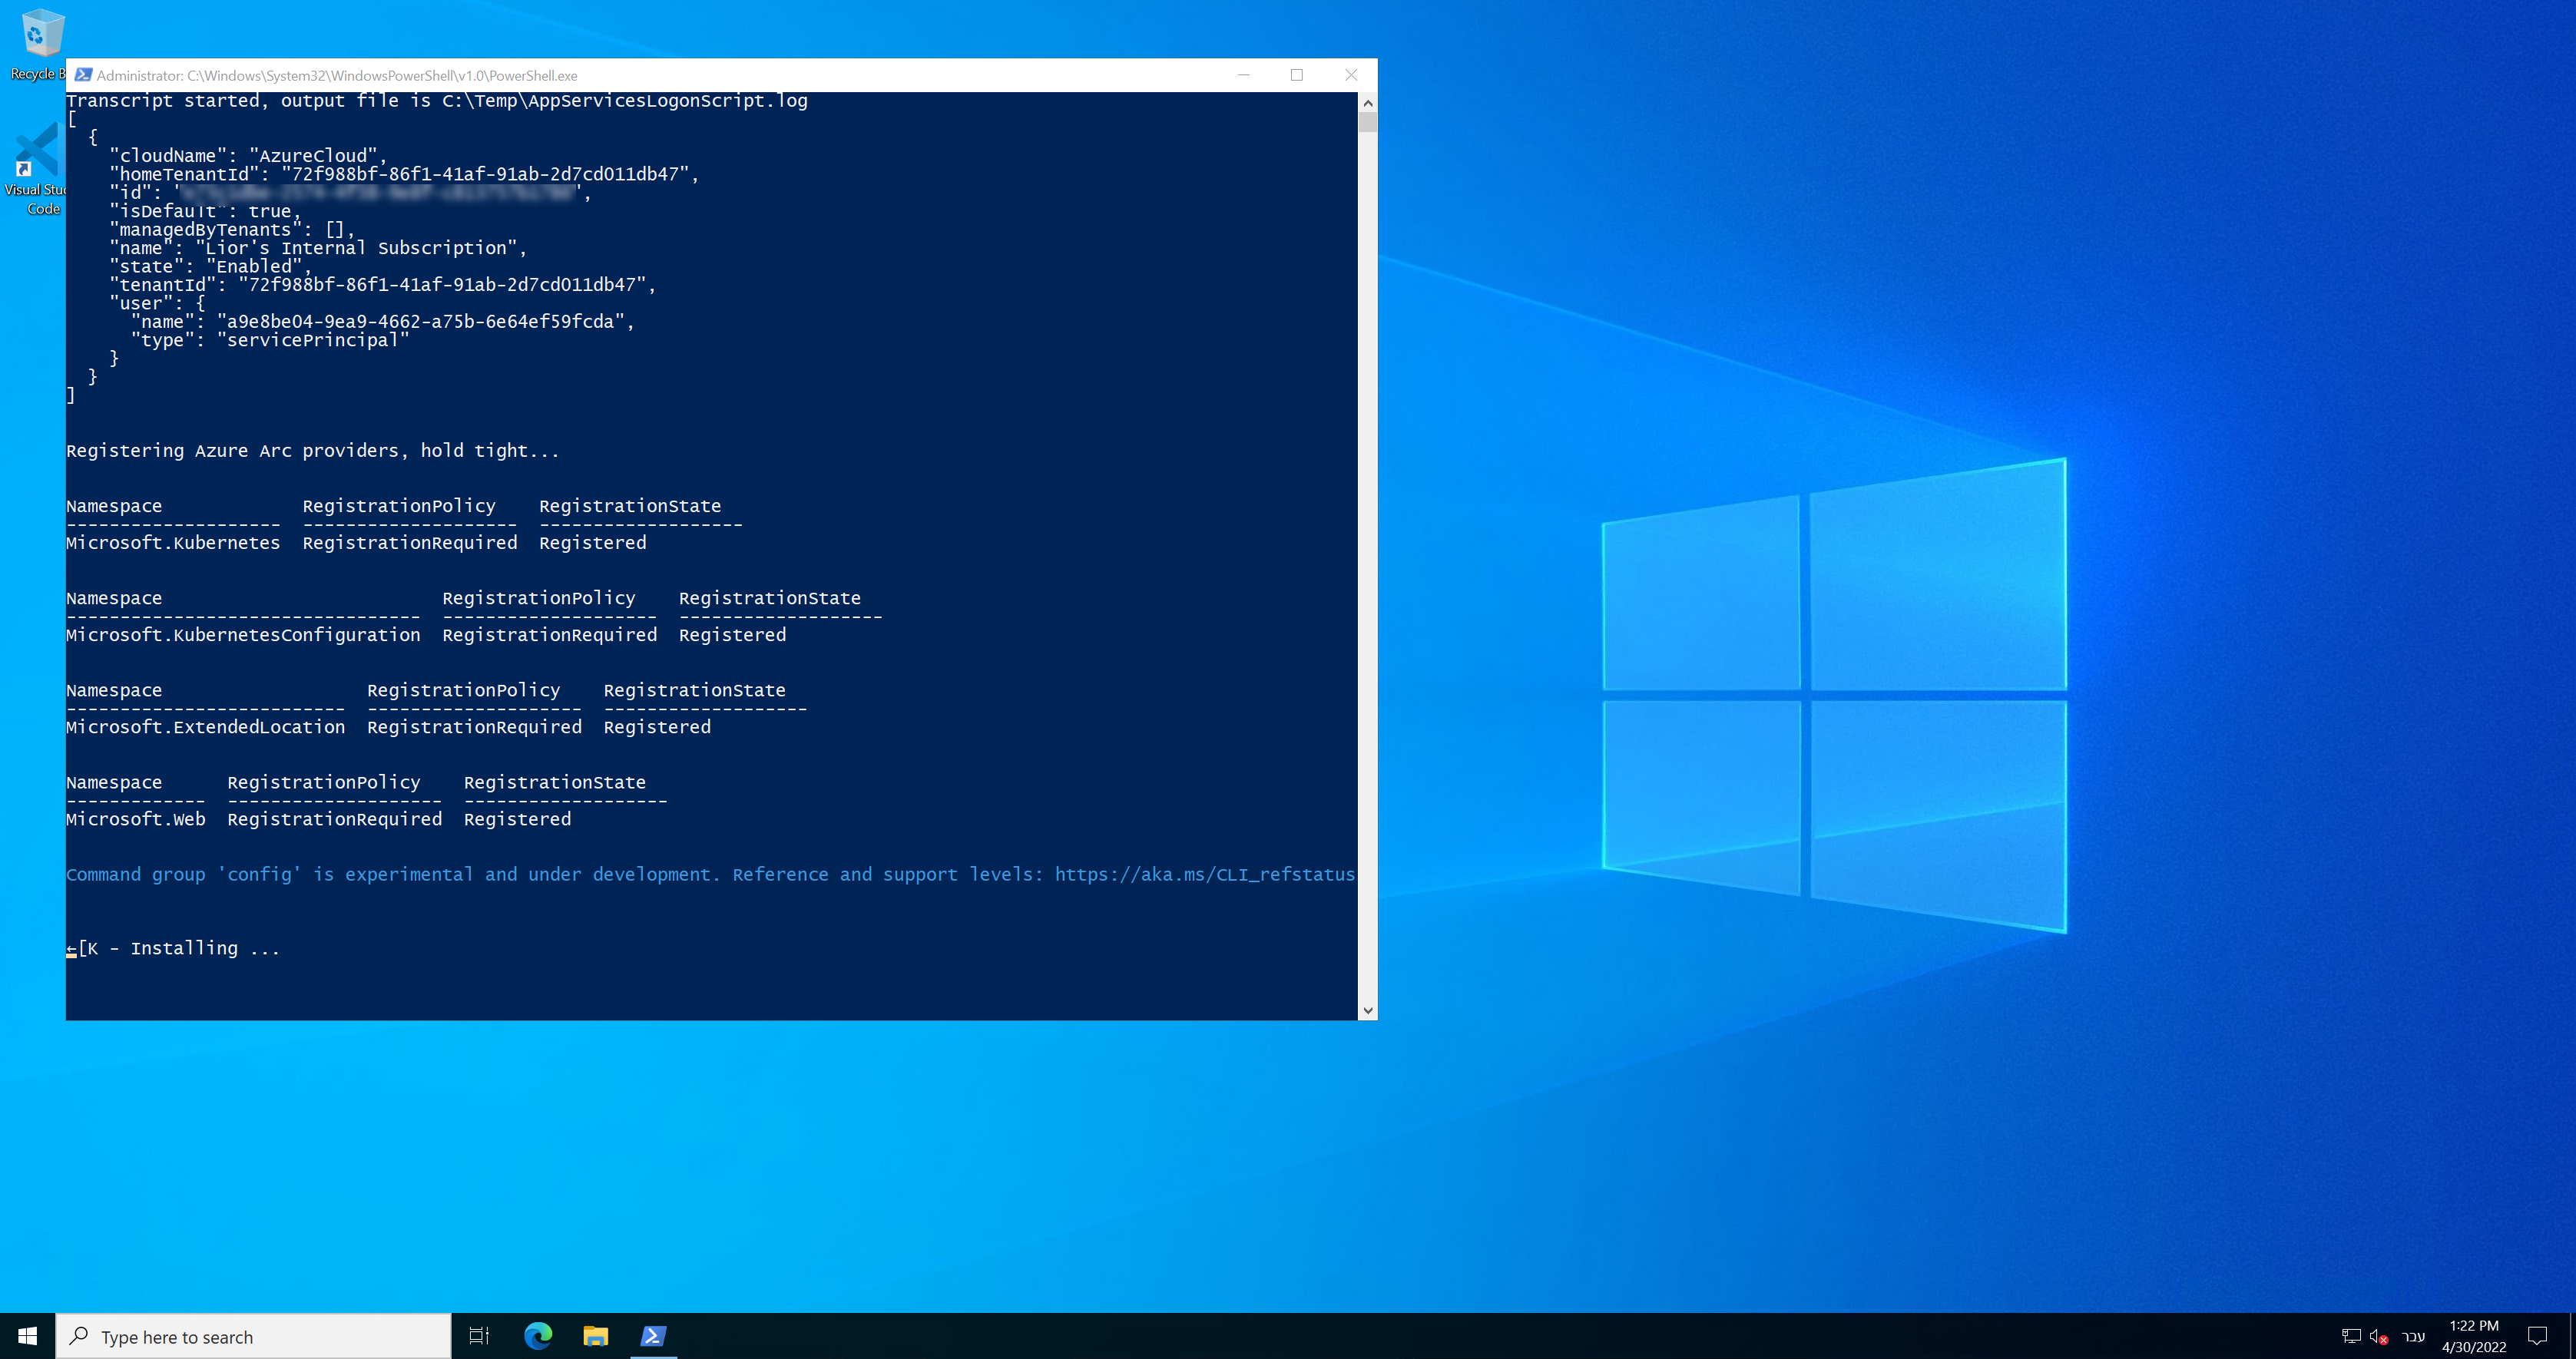 Recycle B
Visual Stu
Code
Administrator: C:\Windows\System32\WindowsPowerShell\v1.0\PowerShell.exe
Transcript started, output file is C:\Temp\AppServicesLogonScript.log
[
  {
    "cloudName": "AzureCloud",
    "homeTenantId": "72f988bf-86f1-41af-91ab-2d7cd011db47",
    "id": "
    "isDefault": true,
    "managedByTenants": [],
    "name": "Lior's Internal Subscription",
    "state": "Enabled",
    "tenantId": "72f988bf-86f1-41af-91ab-2d7cd011db47",
    "user": {
      "name": "a9e8be04-9ea9-4662-a75b-6e64ef59fcda",
      "type": "servicePrincipal"
    }
  }
]
Registering Azure Arc providers, hold tight...
Namespace             RegistrationPolicy    RegistrationState
--------------------  --------------------  -------------------
Microsoft.Kubernetes  RegistrationRequired  Registered
Namespace                          RegistrationPolicy    RegistrationState
---------------------------------  --------------------  -------------------
Microsoft.KubernetesConfiguration  RegistrationRequired  Registered
Namespace                   RegistrationPolicy    RegistrationState
--------------------------  --------------------  -------------------
Microsoft.ExtendedLocation  RegistrationRequired  Registered
Namespace      RegistrationPolicy    RegistrationState
-------------  --------------------  -------------------
Microsoft.Web  RegistrationRequired  Registered
Command group 'config' is experimental and under development. Reference and support levels: https://aka.ms/CLI_refstatus
←[K - Installing ...
Type here to search
עבר
1:22 PM
4/30/2022